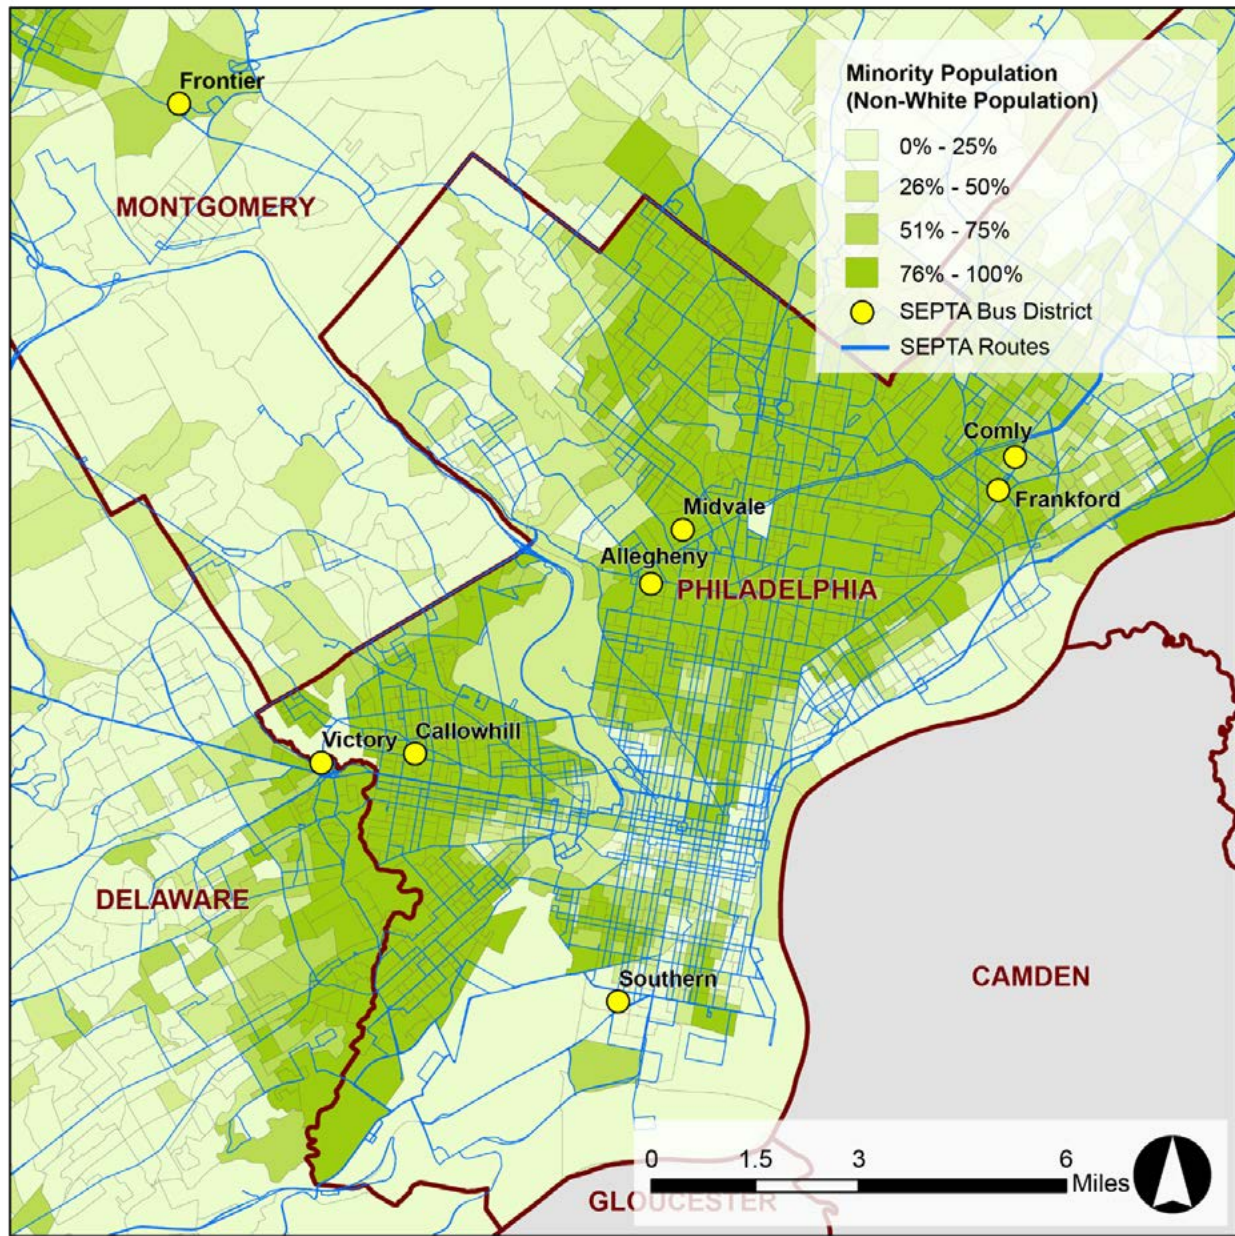 Frontier
MONTGOMERY
Minority Population
(Non-White Population)
0% - 25%
26% - 50%
51% - 75%
76% - 100%
SEPTA Bus District
SEPTA Routes
Comly
Frankford
Midvale
Allegheny
PHILADELPHIA
Victory
Callowhill
DELAWARE
Southern
CAMDEN
GLOUCESTER
0 1.5 3 6
Miles